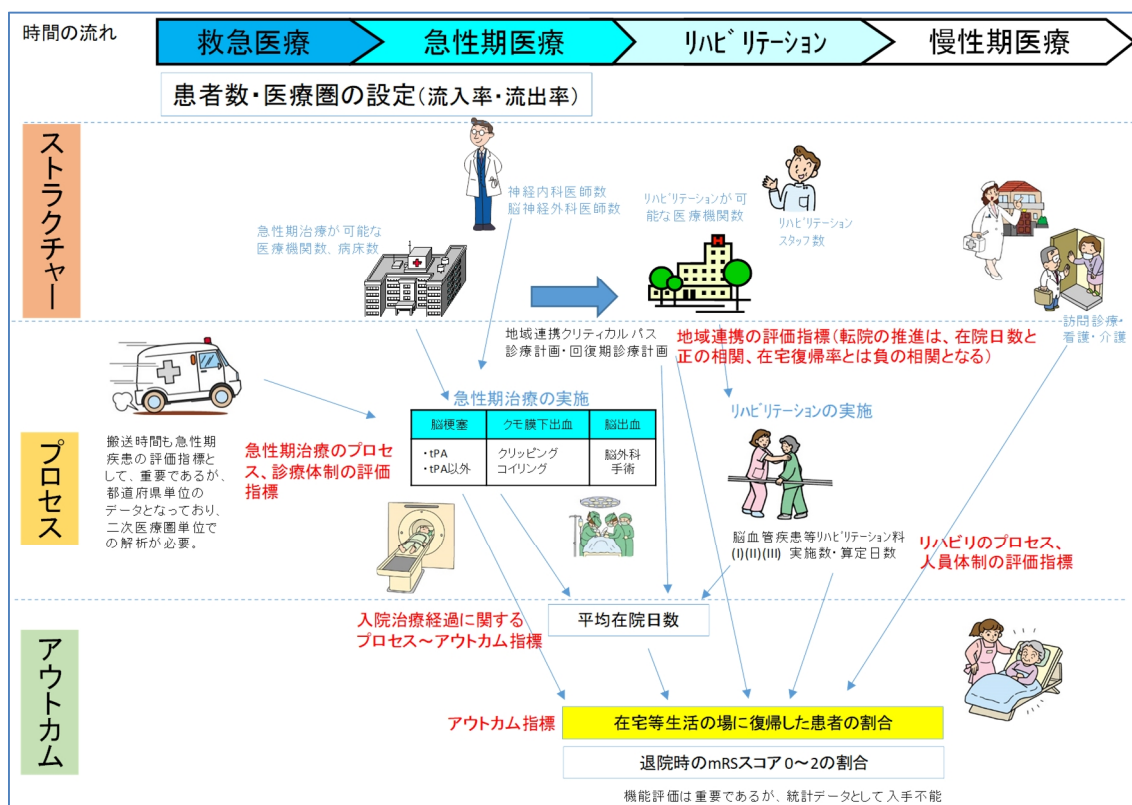 時間の流れ
救急医療
急性期医療
ﾘﾊﾋﾞﾘﾃｰｼｮﾝ
慢性期医療
患者数・医療圏の設定(流入率・流出率)
ストラクチャー
神経内科医師数
脳神経外科医師数
急性期治療が可能な
医療機関数、病床数
ﾘﾊﾋﾞﾘﾃｰｼｮﾝが可
能な医療機関数
ﾘﾊﾋﾞﾘﾃｰｼｮﾝ
ｽﾀｯﾌ数
訪問診療・
看護・介護
地域連携クリティカルパス
診療計画・回復期診療計画
地域連携の評価指標(転院の推進は、在院日数と
正の相関、在宅復帰率とは負の相関となる)
プロセス
搬送時間も急性期
疾患の評価指標と
して、重要であるが、
都道府県単位の
データとなっており、
二次医療圏単位で
の解析が必要。
急性期治療のプロセ
ス、診療体制の評価
指標
急性期治療の実施
脳梗塞
クモ膜下出血
脳出血
・tPA
・tPA以外
クリッピング
コイリング
脳外科
手術
ﾘﾊﾋﾞﾘﾃｰｼｮﾝの実施
脳血管疾患等ﾘﾊﾋﾞﾘﾃｰｼｮﾝ料
(I)(II)(III) 実施数・算定日数
リハビリのプロセス、
人員体制の評価指標
アウトカム
入院治療経過に関する
プロセス～アウトカム指標
平均在院日数
アウトカム指標
在宅等生活の場に復帰した患者の割合
退院時のmRSスコア0～2の割合
機能評価は重要であるが、統計データとして入手不能